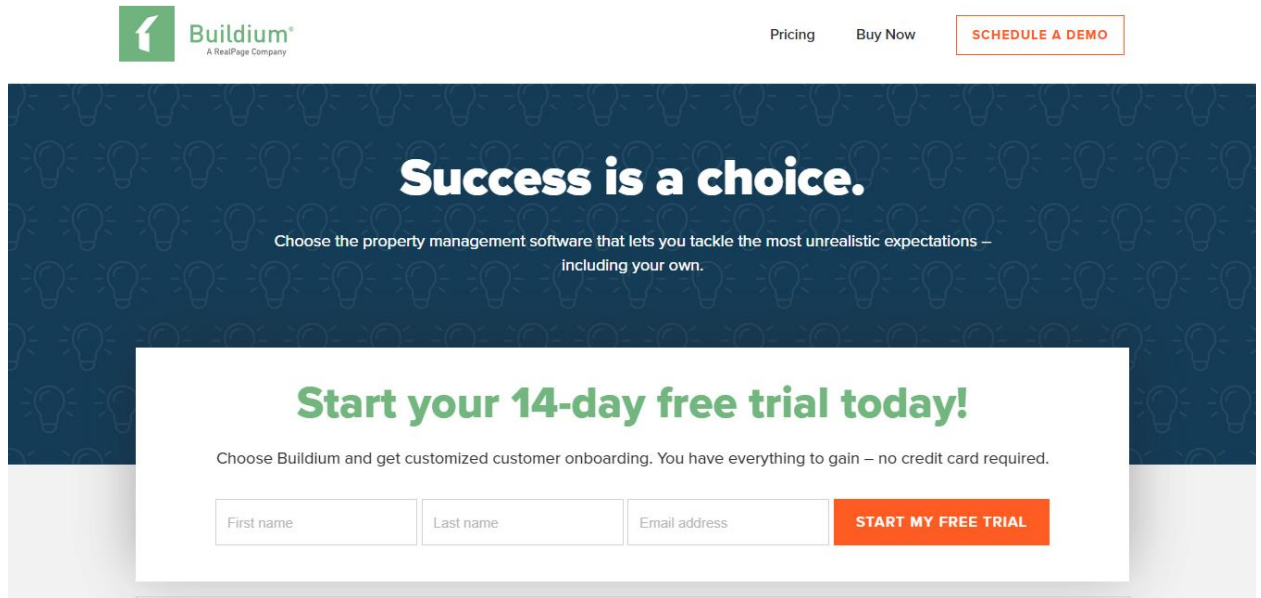 Buildium®
A RealPage Company
Pricing
Buy Now
SCHEDULE A DEMO
Success is a choice.
Choose the property management software that lets you tackle the most unrealistic expectations –
including your own.
Start your 14-day free trial today!
Choose Buildium and get customized customer onboarding. You have everything to gain – no credit card required.
First name
Last name
Email address
START MY FREE TRIAL